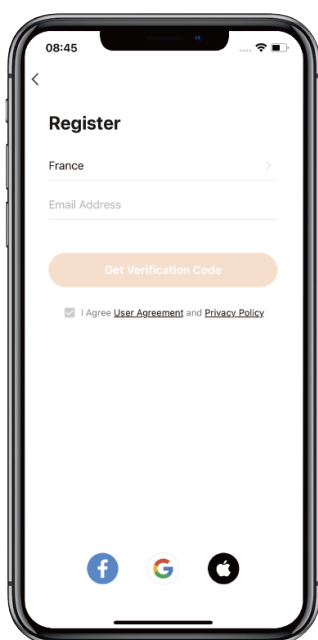 08:45
Register
France
Email Address
Get Verification Code
I Agree User Agreement and Privacy Policy